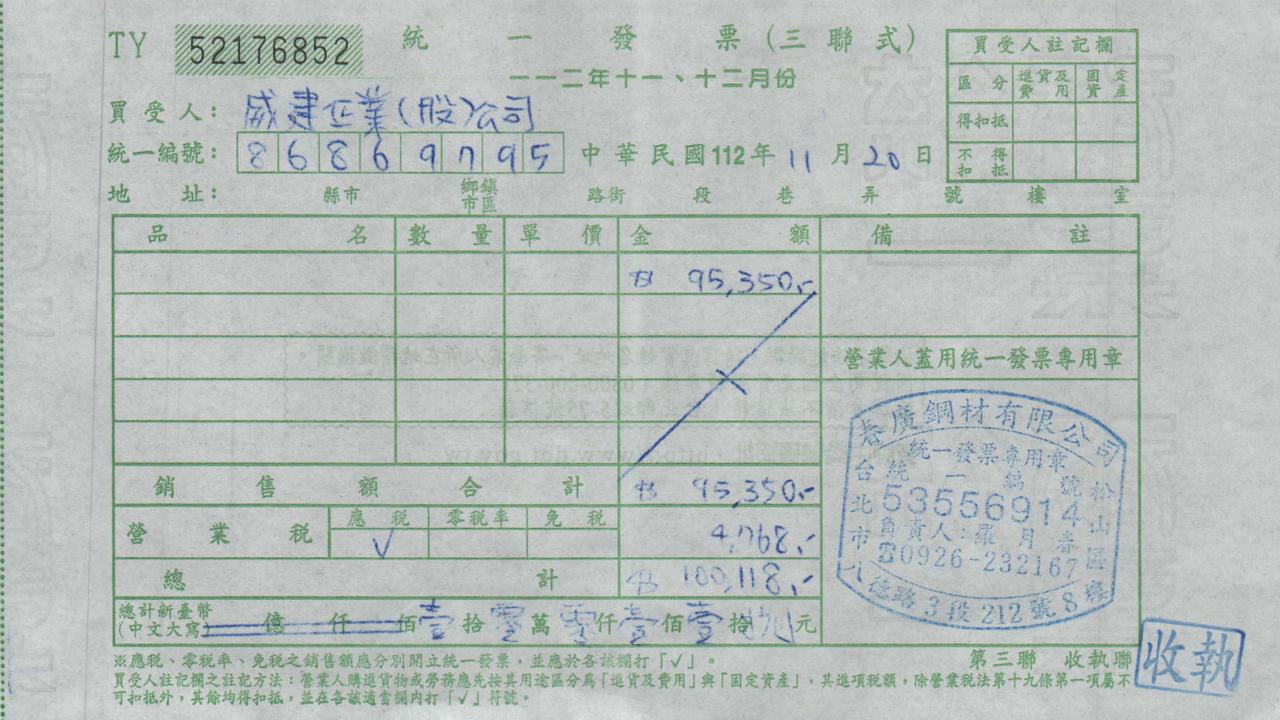 TY 52176852 統一發票(三聯式)
一一二年十一、十二月份
買受人: 威建企業(股)公司
統一編號: 86869795 中華民國112年11月20日
地址: 縣市 鄉鎮市區 路街 段 巷 弄 號 樓 室
買受人註記欄
區分 進貨及費用 固定資產
得扣抵
不得扣抵
品名 數量 單價 金額 備註
95,350.-
營業人蓋用統一發票專用章
銷售額合計 95,350.-
營業稅 應稅 零稅率 免稅
√ 4,768.-
總計 100,118.-
總計新臺幣(中文大寫) 億 仟 佰壹拾零萬零仟壹佰壹拾捌元
泰廣鋼材有限公司
統一發票專用章
統一編號
53556914
負責人:羅月春
☎0926-232167
台北市松山區
八德路3段212號8樓
※應稅、零稅率、免稅之銷售額應分別開立統一發票,並應於各該欄打「√」。
第三聯 收執聯
收執
買受人註記欄之註記方法:營業人購進貨物或勞務應先按其用途區分為「進貨及費用」與「固定資產」,其進項稅額,除營業稅法第十九條第一項屬不
可扣抵外,其餘均得扣抵,並在各該適當欄內打「√」符號。